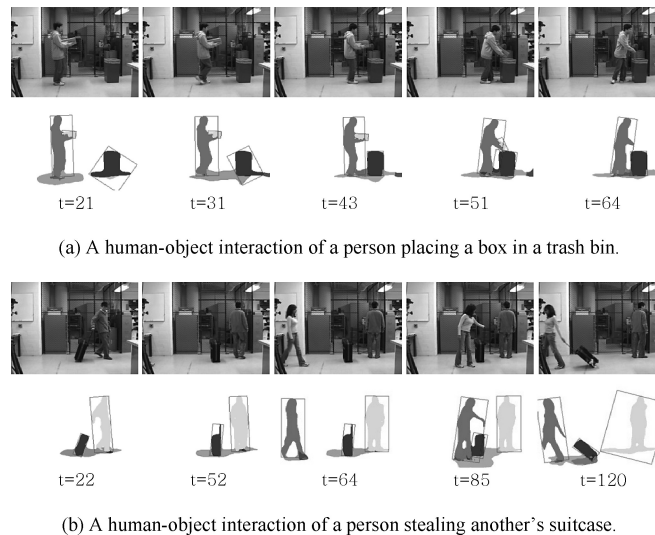 t=21 t=31 t=43 t=51 t=64
(a) A human-object interaction of a person placing a box in a trash bin.
t=22 t=52 t=64 t=85 t=120
(b) A human-object interaction of a person stealing another’s suitcase.